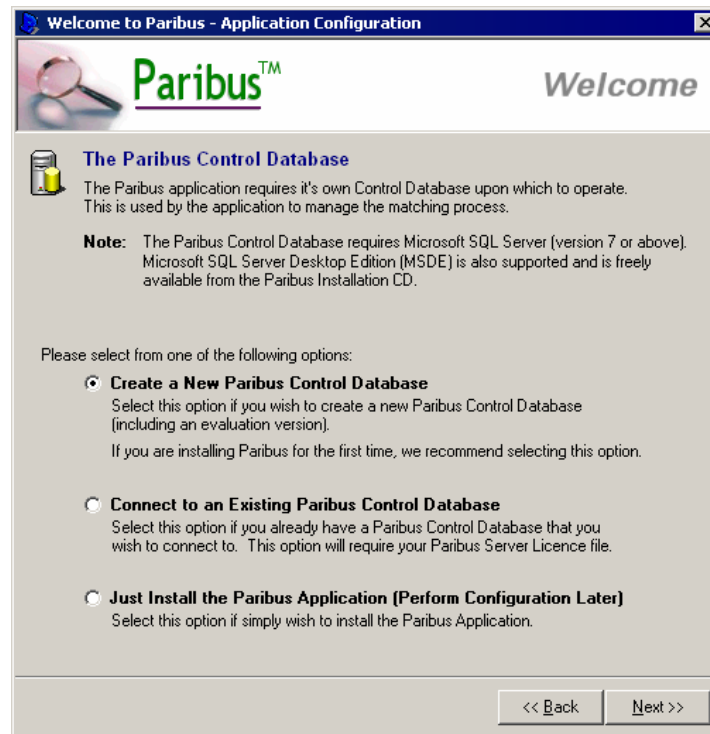 Welcome to Paribus - Application Configuration
Paribus™
Welcome
The Paribus Control Database
The Paribus application requires it's own Control Database upon which to operate.
This is used by the application to manage the matching process.
Note: The Paribus Control Database requires Microsoft SQL Server (version 7 or above).
Microsoft SQL Server Desktop Edition (MSDE) is also supported and is freely
available from the Paribus Installation CD.
Please select from one of the following options:
Create a New Paribus Control Database
Select this option if you wish to create a new Paribus Control Database
(including an evaluation version).
If you are installing Paribus for the first time, we recommend selecting this option.
Connect to an Existing Paribus Control Database
Select this option if you already have a Paribus Control Database that you
wish to connect to. This option will require your Paribus Server Licence file.
Just Install the Paribus Application (Perform Configuration Later)
Select this option if simply wish to install the Paribus Application.
<< Back
Next >>